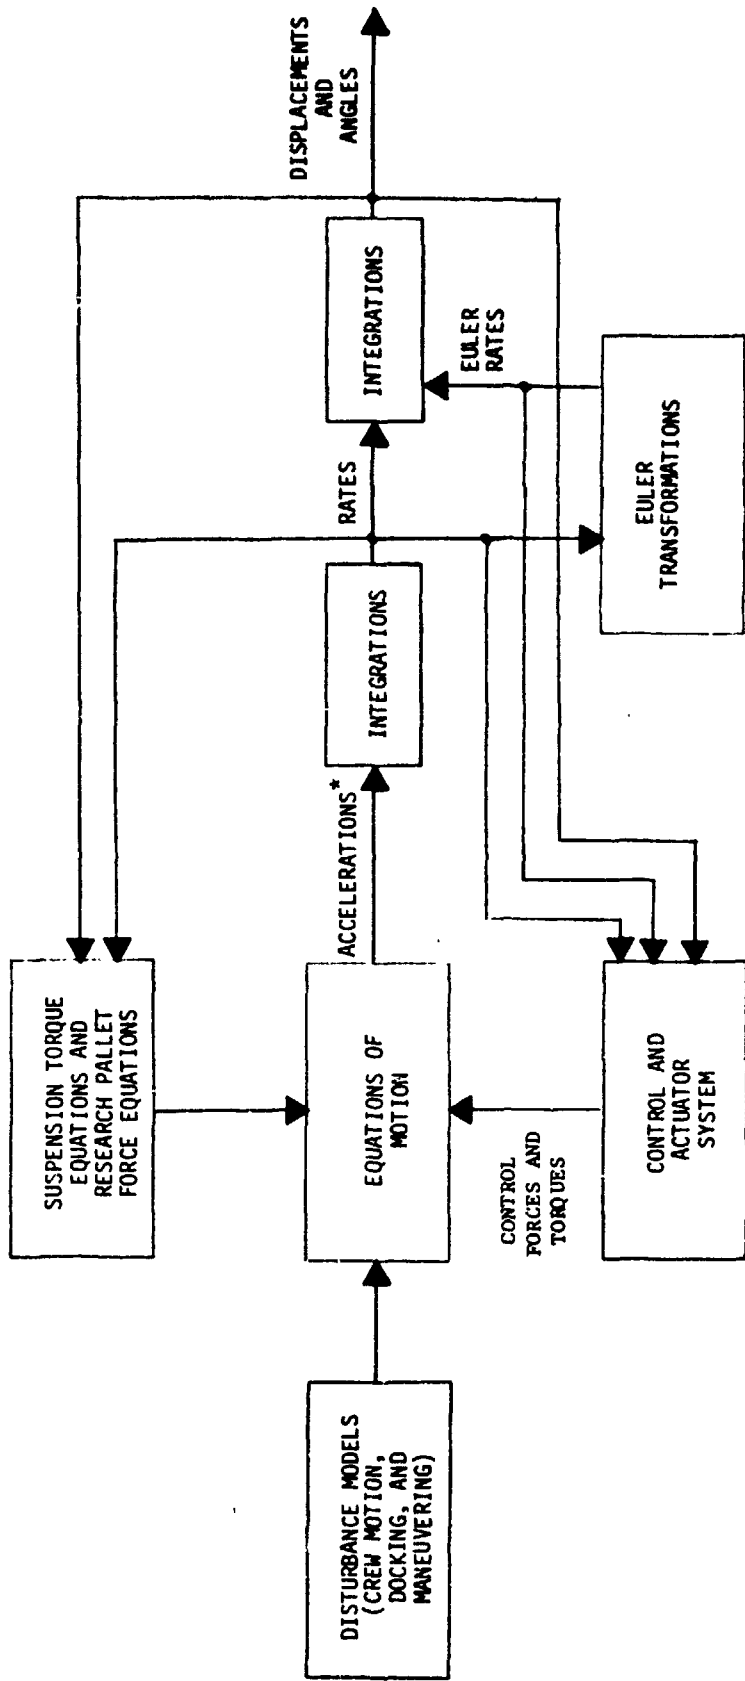 SUSPENSION TORQUE
EQUATIONS AND
RESEARCH PALLET
FORCE EQUATIONS
DISTURBANCE MODELS
(CREW MOTION,
DOCKING, AND
MANEUVERING)
EQUATIONS OF
MOTION
ACCELERATIONS*
INTEGRATIONS
RATES
INTEGRATIONS
DISPLACEMENTS
AND
ANGLES
EULER
RATES
CONTROL
FORCES AND
TORQUES
CONTROL AND
ACTUATOR
SYSTEM
EULER
TRANSFORMATIONS